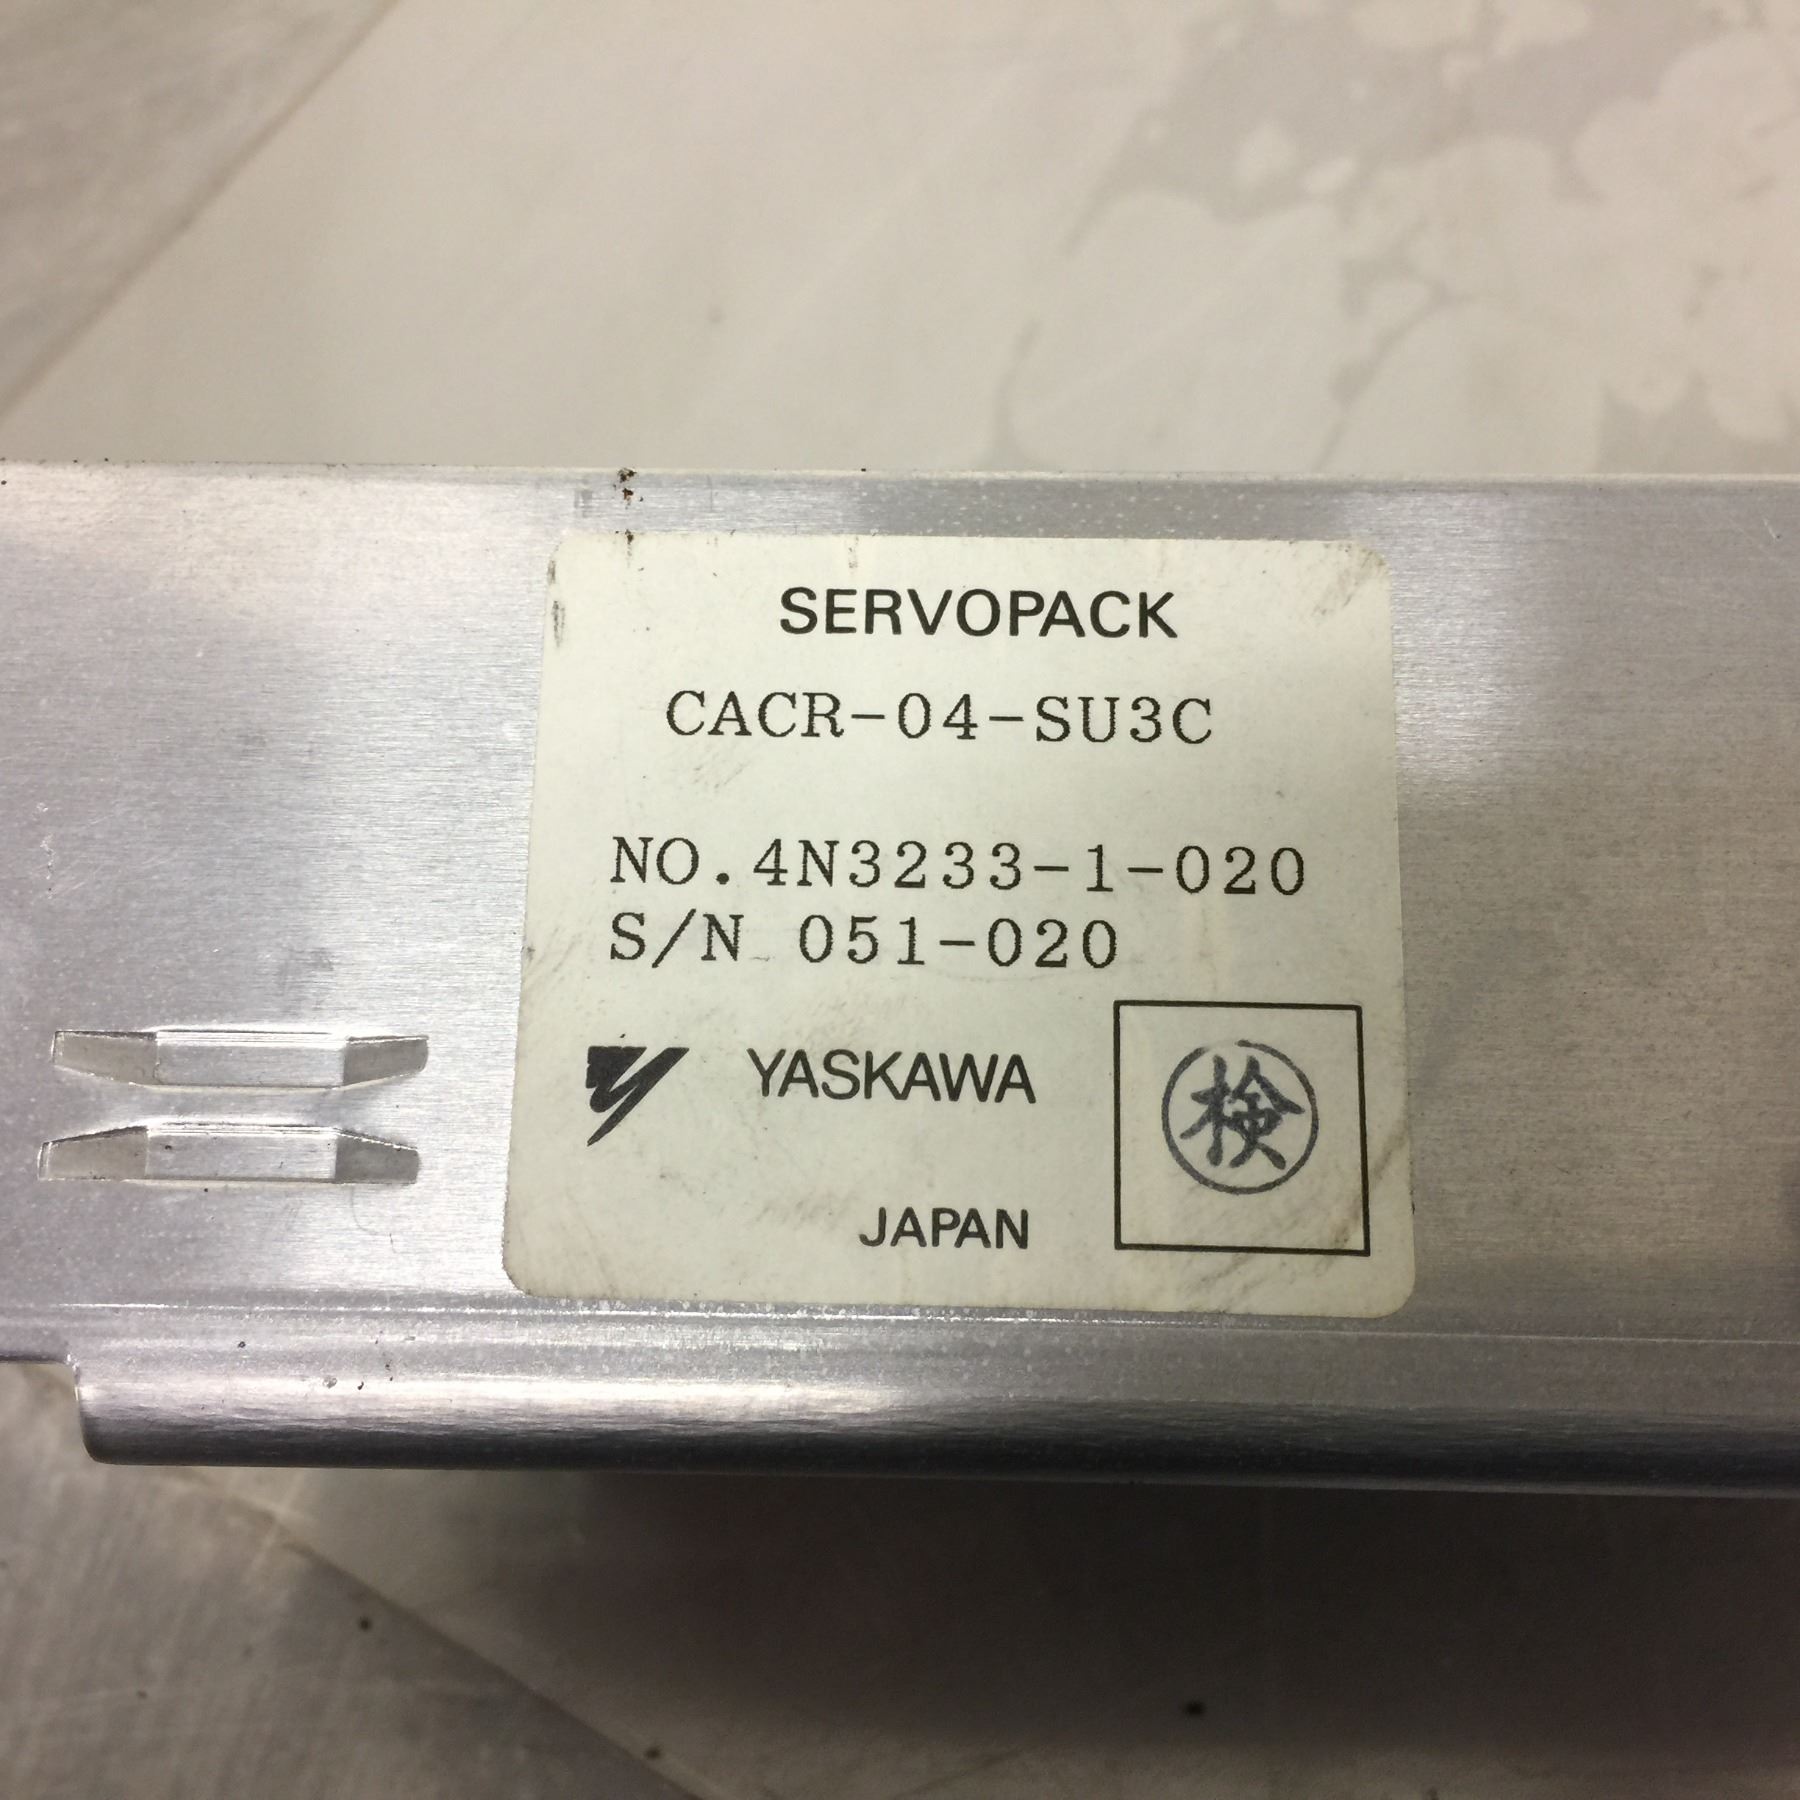 SERVOPACK
CACR-04-SU3C
NO.4N3233-1-020
S/N 051-020
YASKAWA
検
JAPAN